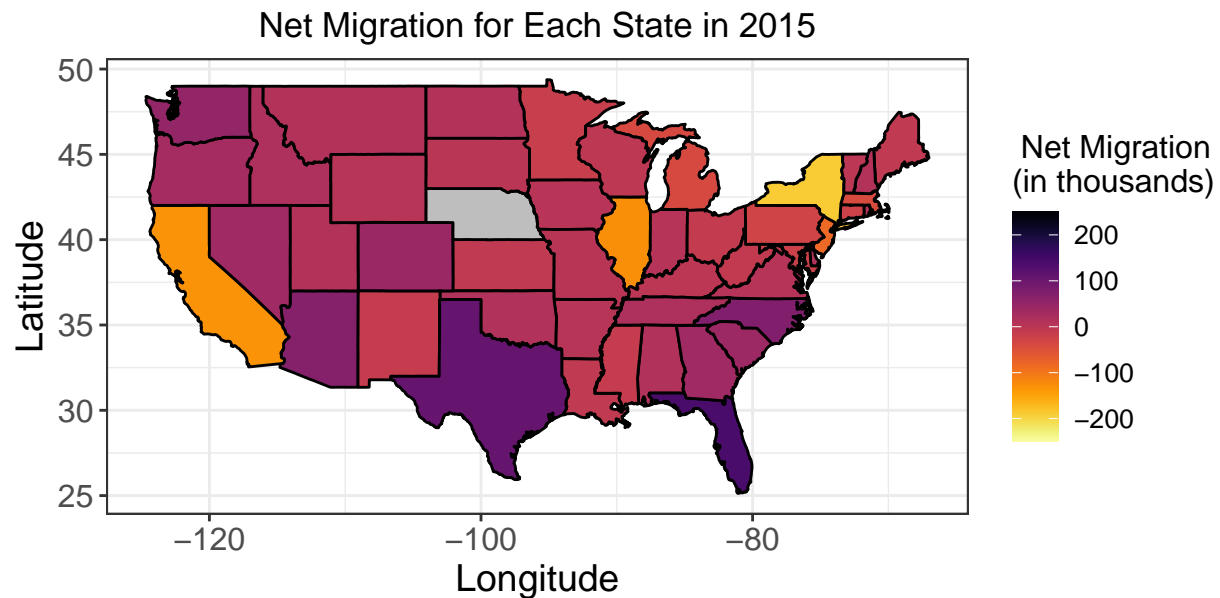 Net Migration for Each State in 2015
50
45
40
35
30
25
Latitude
−120
−100
−80
Longitude
Net Migration
(in thousands)
200
100
0
−100
−200